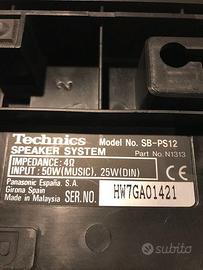 Technics Model No. SB-PS12
SPEAKER SYSTEM Part No. N1313
IMPEDANCE: 4Ω
INPUT: 50W(MUSIC), 25W(DIN)
Panasonic España, S.A.
Girona Spain
Made in Malaysia SER.NO. HW7GA01421
CE
subito